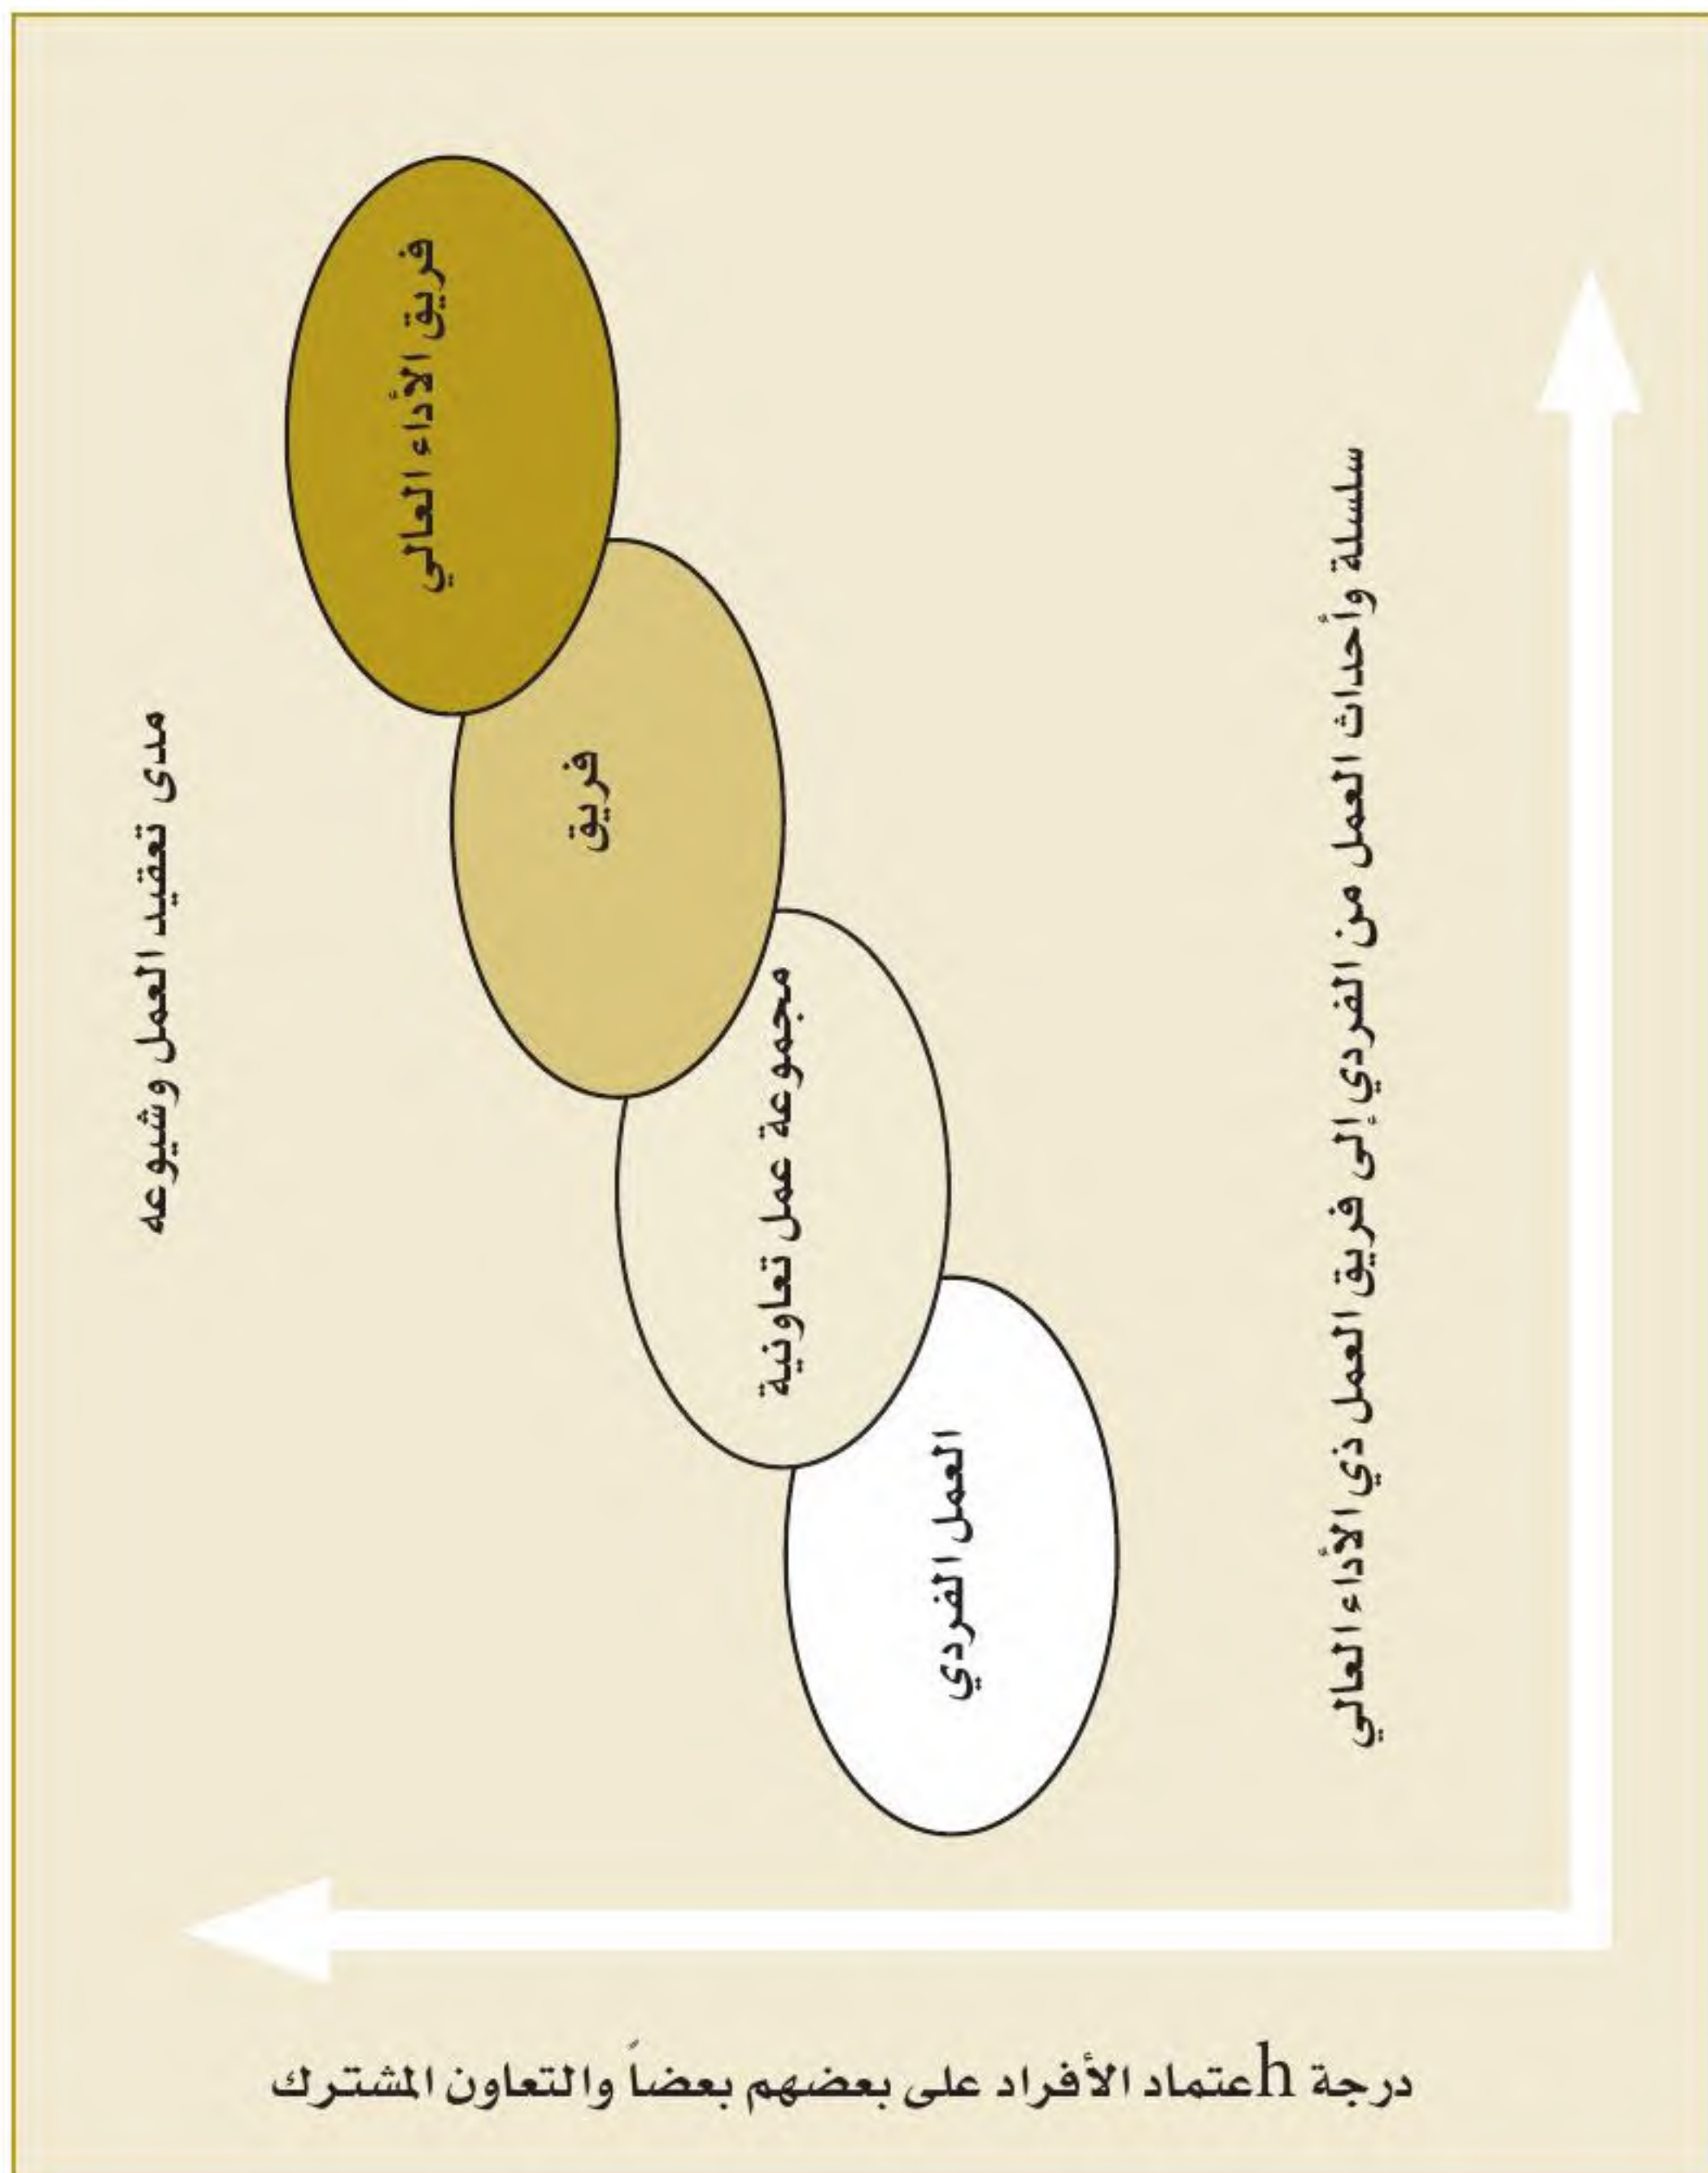 مدى تعقيد العمل وشيوعه
فريق الأداء العالي
فريق
مجموعة عمل تعاونية
العمل الفردي
سلسلة وأحداث العمل من الفردي إلى فريق العمل ذي الأداء العالي
درجة hعتماد الأفراد على بعضهم بعضاً والتعاون المشترك